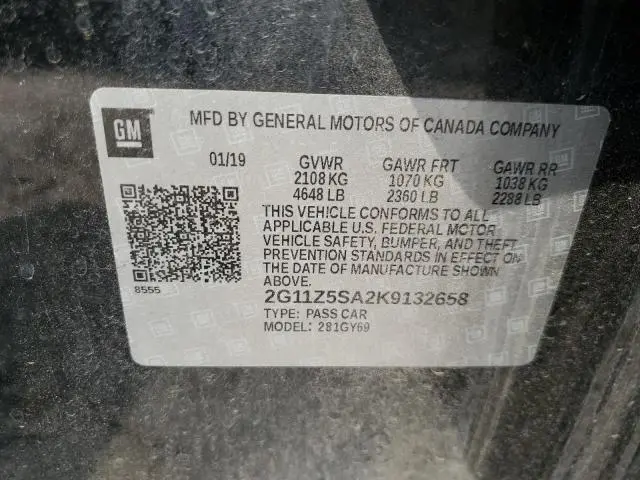 GM
MFD BY GENERAL MOTORS OF CANADA COMPANY
01/19 GVWR GAWR FRT GAWR RR
2108 KG 1070 KG 1038 KG
4648 LB 2360 LB 2288 LB
THIS VEHICLE CONFORMS TO ALL
APPLICABLE U.S. FEDERAL MOTOR
VEHICLE SAFETY, BUMPER, AND THEFT
PREVENTION STANDARDS IN EFFECT ON
THE DATE OF MANUFACTURE SHOWN
ABOVE.
8555
2G11Z5SA2K9132658
TYPE: PASS CAR
MODEL: 281GY69